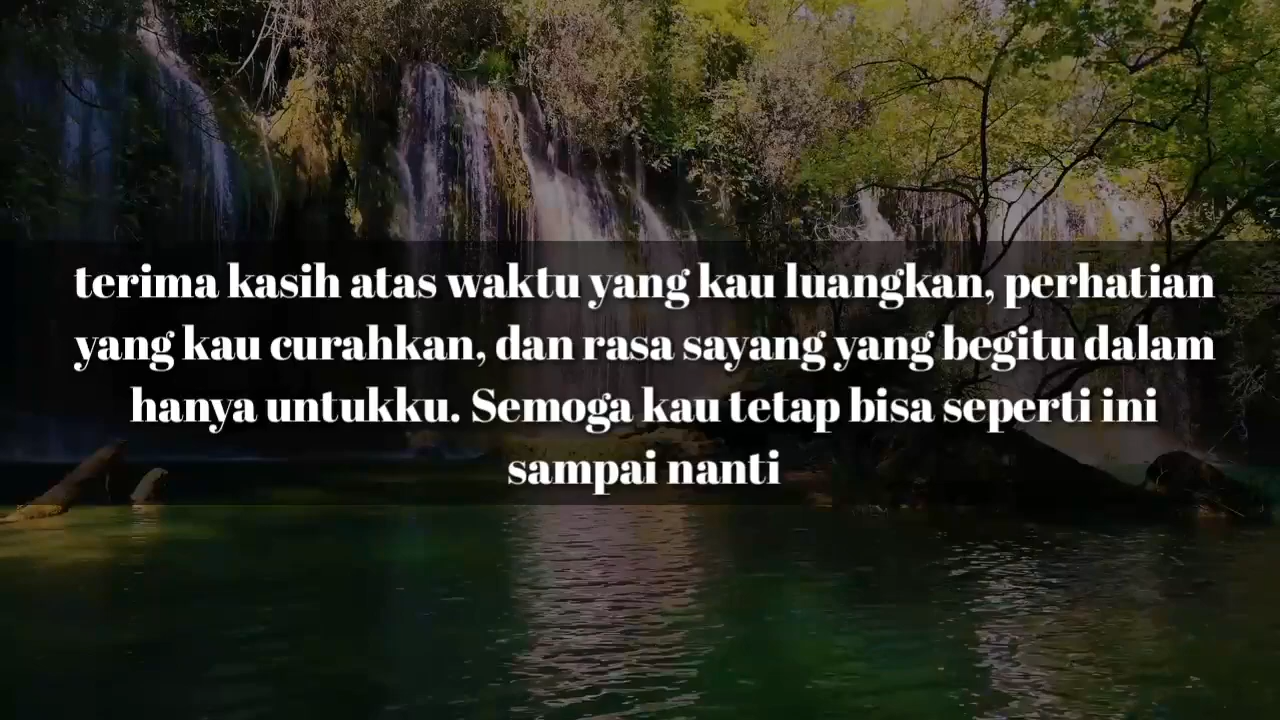 terima kasih atas waktu yang kau luangkan, perhatian
yang kau curahkan, dan rasa sayang yang begitu dalam
hanya untukku. Semoga kau tetap bisa seperti ini
sampai nanti